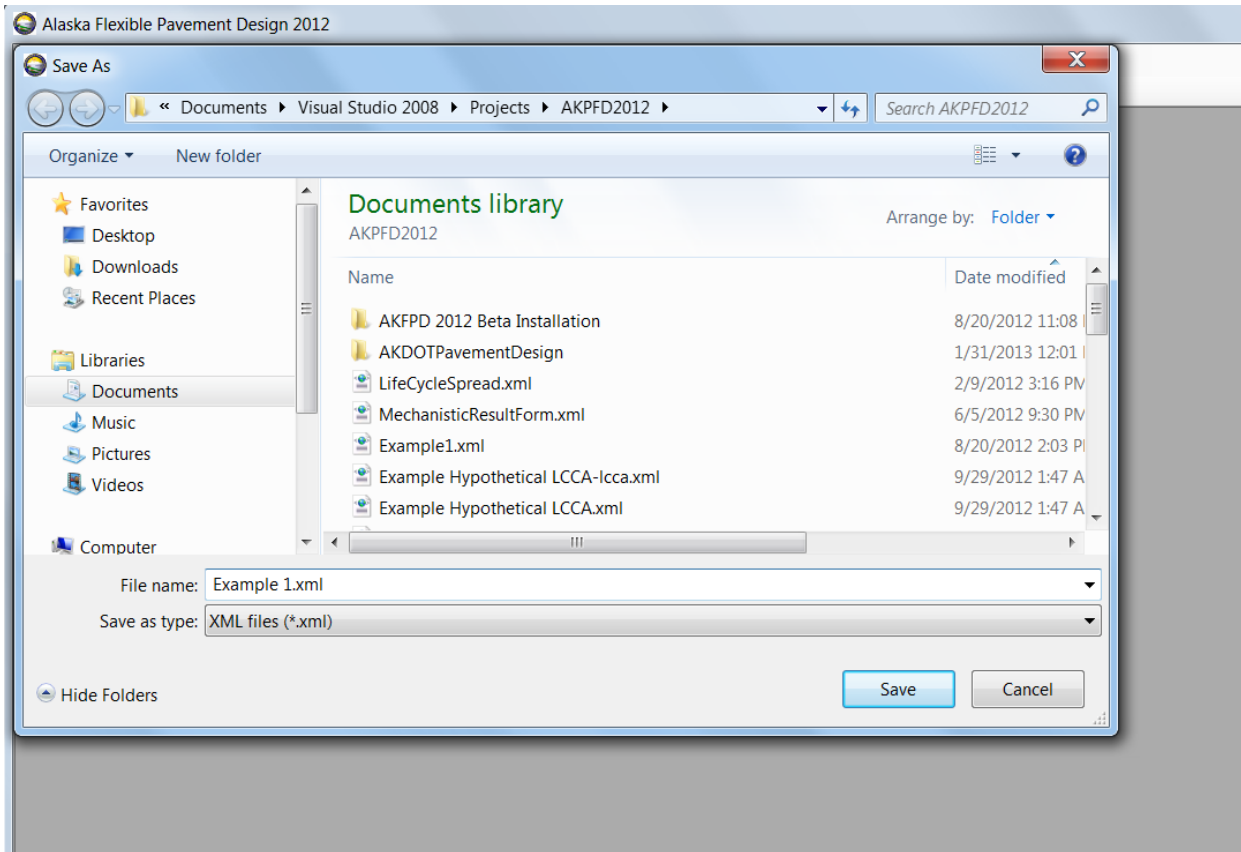 Alaska Flexible Pavement Design 2012
Save As
« Documents Visual Studio 2008 Projects AKPFD2012
Search AKPFD2012
Organize New folder
Favorites
Desktop
Downloads
Recent Places
Libraries
Documents
Music
Pictures
Videos
Computer
Documents library
AKPFD2012
Arrange by: Folder
Name Date modified
AKFPD 2012 Beta Installation 8/20/2012 11:08
AKDOTPavementDesign 1/31/2013 12:01
LifeCycleSpread.xml 2/9/2012 3:16 PM
MechanisticResultForm.xml 6/5/2012 9:30 PM
Example1.xml 8/20/2012 2:03 P
Example Hypothetical LCCA-lcca.xml 9/29/2012 1:47 A
Example Hypothetical LCCA.xml 9/29/2012 1:47 A
File name: Example 1.xml
Save as type: XML files (*.xml)
Hide Folders
Save Cancel